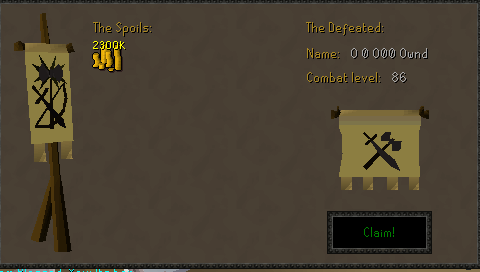 The Spoils:
2300k
The Defeated:
Name: 0 0 000 0und
Combat level: 86
Claim!